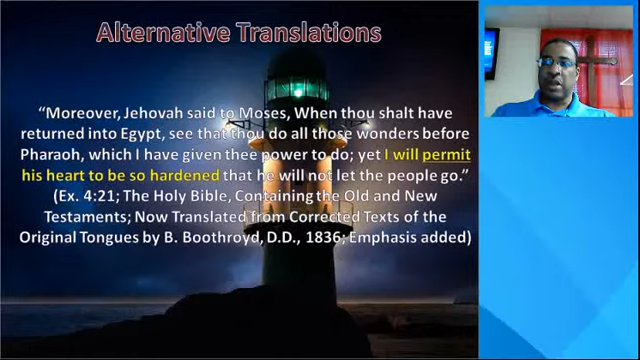 Alternative Translations
“Moreover, Jehovah said to Moses, When thou shalt have
returned into Egypt, see that thou do all those wonders before
Pharaoh, which I have given thee power to do; yet I will permit
his heart to be so hardened that he will not let the people go.”
(Ex. 4:21; The Holy Bible, Containing the Old and New
Testaments; Now Translated from Corrected Texts of the
Original Tongues by B. Boothroyd, D.D., 1836; Emphasis added)